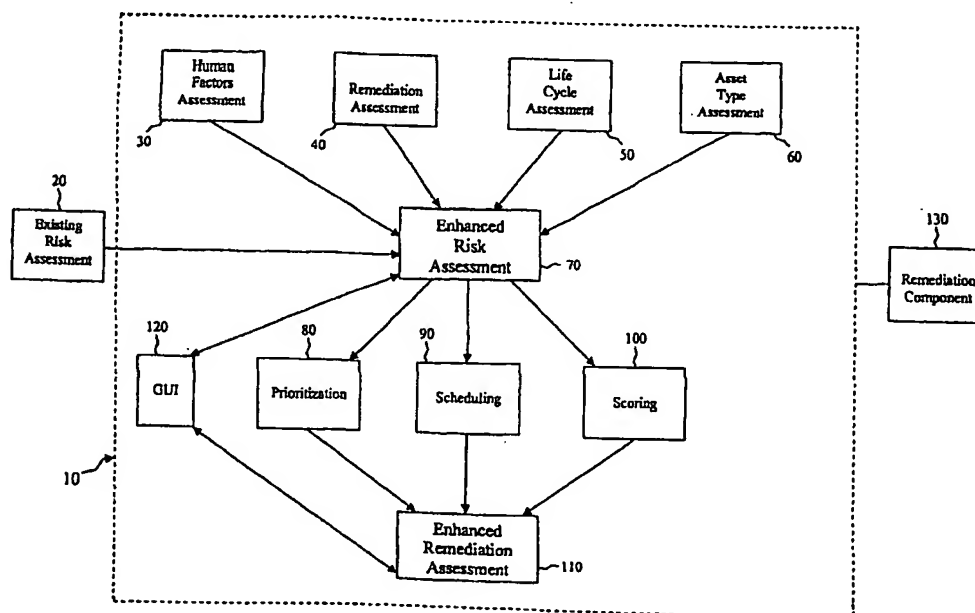 Human
Factors
Assessment
30
Remediation
Assessment
40
Life
Cycle
Assessment
50
Asset
Type
Assessment
60
20
Existing
Risk
Assessment
Enhanced
Risk
Assessment
70
130
Remediation
Component
120
GUI
80
Prioritization
90
Scheduling
100
Scoring
10
Enhanced
Remediation
Assessment
110